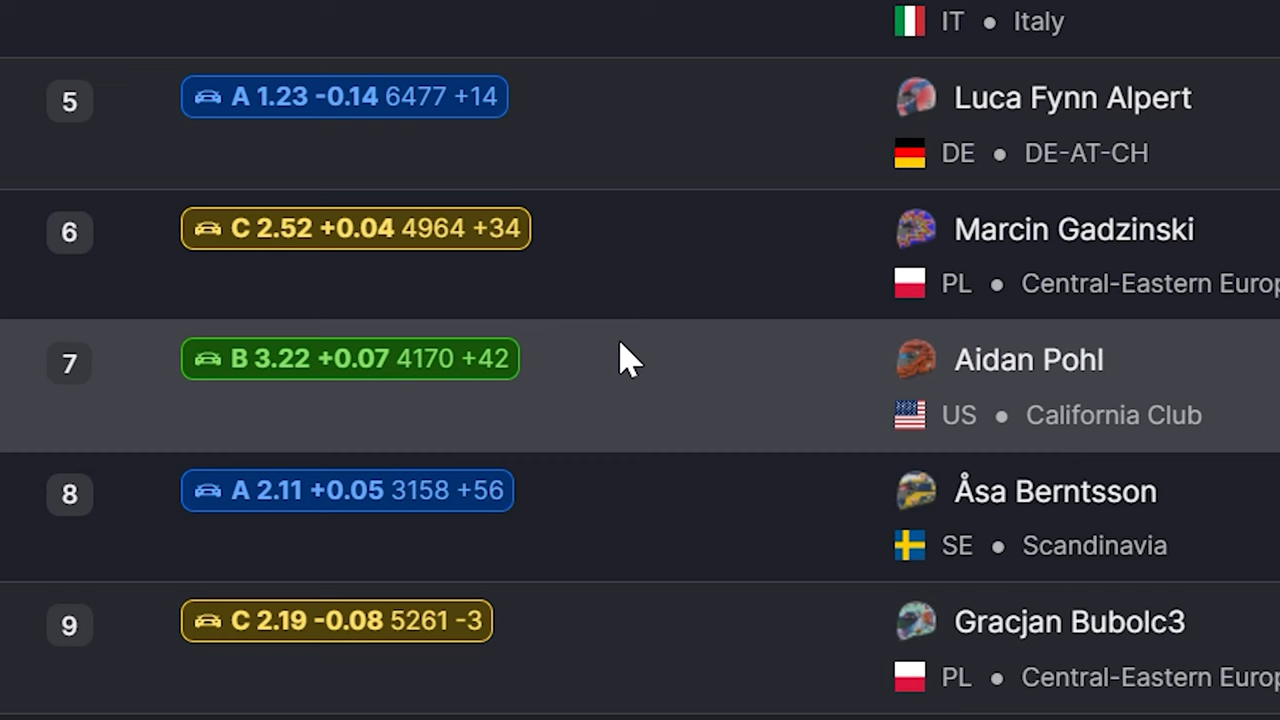 IT • Italy
5 A 1.23 -0.14 6477 +14 Luca Fynn Alpert
DE • DE-AT-CH
6 C 2.52 +0.04 4964 +34 Marcin Gadzinski
PL • Central-Eastern Europ
7 B 3.22 +0.07 4170 +42 Aidan Pohl
US • California Club
8 A 2.11 +0.05 3158 +56 Åsa Berntsson
SE • Scandinavia
9 C 2.19 -0.08 5261 -3 Gracjan Bubolc3
PL • Central-Eastern Europ